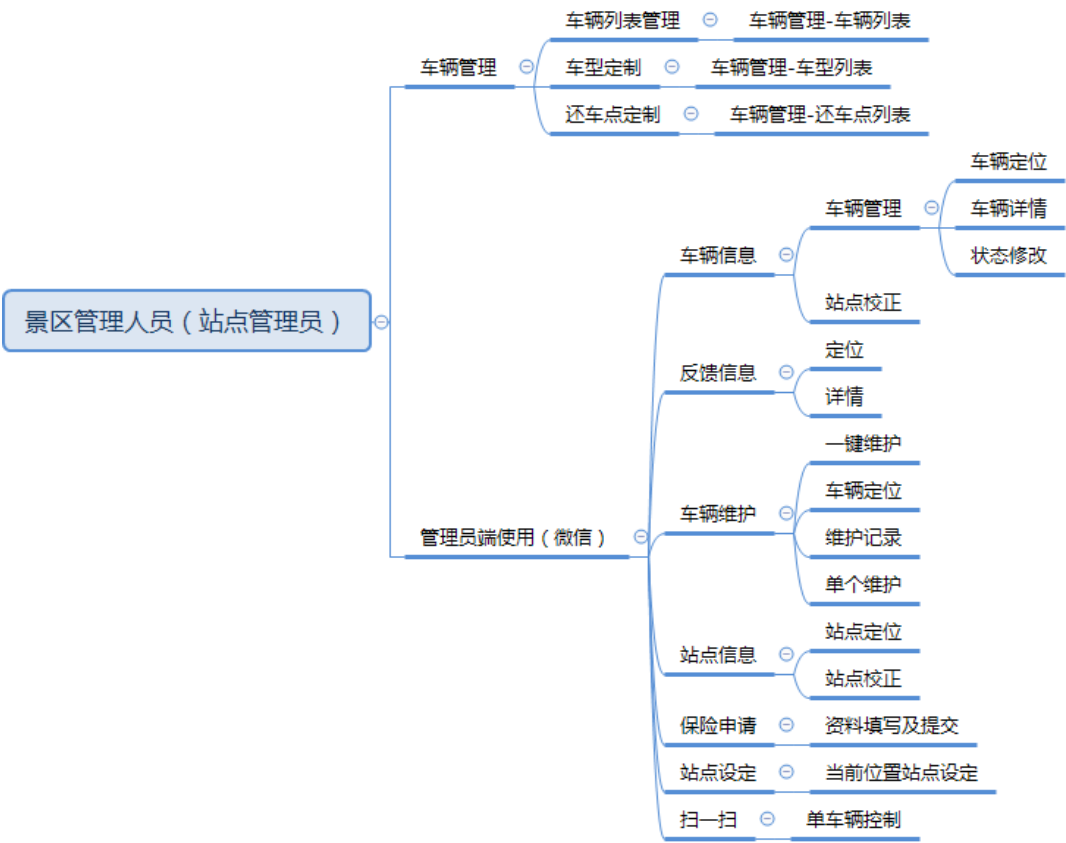 车辆列表管理
车辆管理-车辆列表
车辆管理
车型定制
车辆管理-车型列表
还车点定制
车辆管理-还车点列表
车辆定位
车辆管理
车辆详情
车辆信息
状态修改
站点校正
景区管理人员（站点管理员）
定位
反馈信息
详情
一键维护
车辆定位
车辆维护
管理员端使用（微信）
维护记录
单个维护
站点定位
站点信息
站点校正
保险申请
资料填写及提交
站点设定
当前位置站点设定
扫一扫
单车辆控制